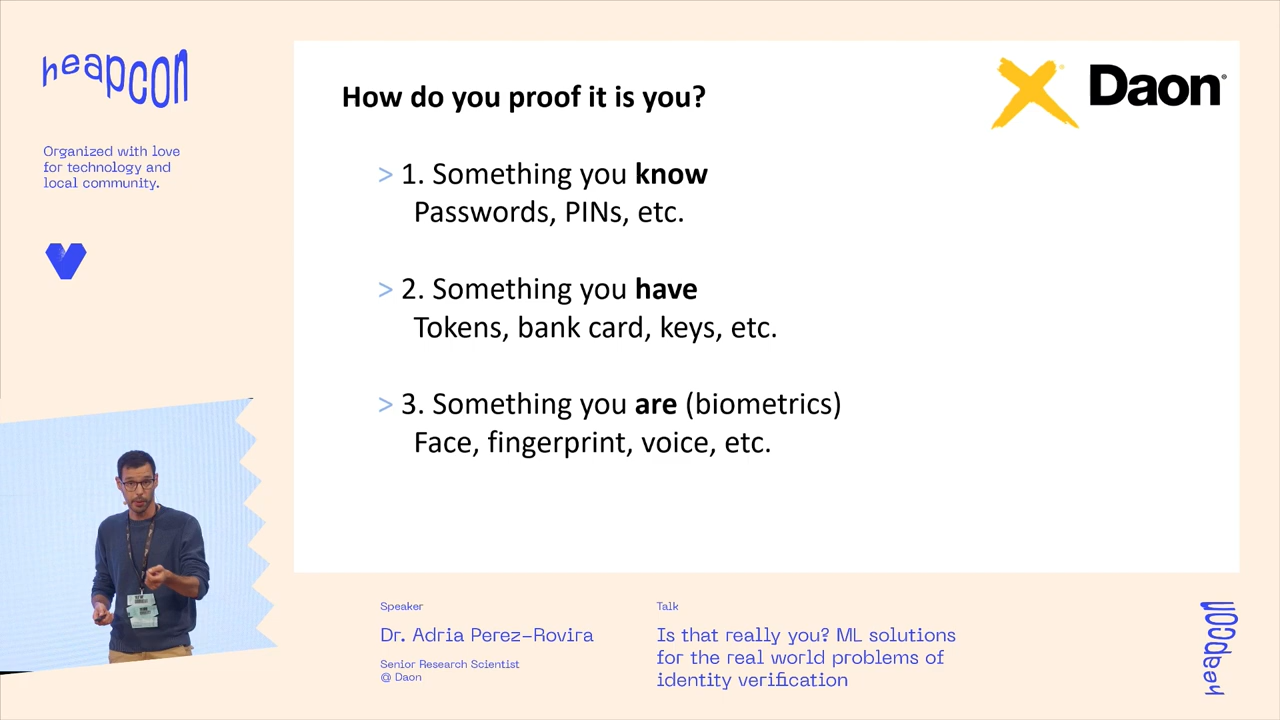 heapcon
Organized with love
for technology and
local community.
How do you proof it is you?
Daon
> 1. Something you know
Passwords, PINs, etc.
> 2. Something you have
Tokens, bank card, keys, etc.
> 3. Something you are (biometrics)
Face, fingerprint, voice, etc.
Speaker
Dr. Adria Perez-Rovira
Senior Research Scientist
@ Daon
Talk
Is that really you? ML solutions
for the real world problems of
identity verification
heapcon